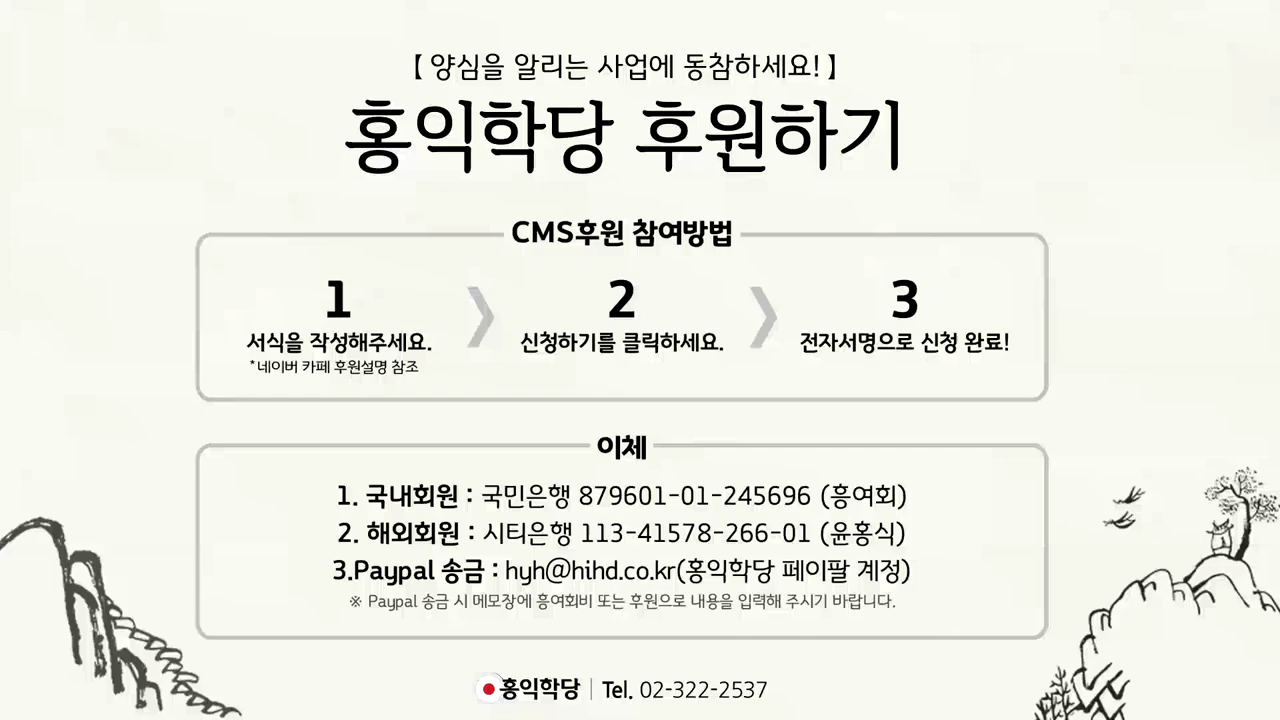 【 양심을 알리는 사업에 동참하세요! 】
홍익학당 후원하기
CMS후원 참여방법
1
서식을 작성해주세요.
*네이버 카페 후원설명 참조
2
신청하기를 클릭하세요.
3
전자서명으로 신청 완료!
이체
1. 국내회원 : 국민은행 879601-01-245696 (흥여회)
2. 해외회원 : 시티은행 113-41578-266-01 (윤홍식)
3.Paypal 송금 : hyh@hihd.co.kr(홍익학당 페이팔 계정)
※ Paypal 송금 시 메모장에 흥여회비 또는 후원으로 내용을 입력해 주시기 바랍니다.
홍익학당 | Tel. 02-322-2537